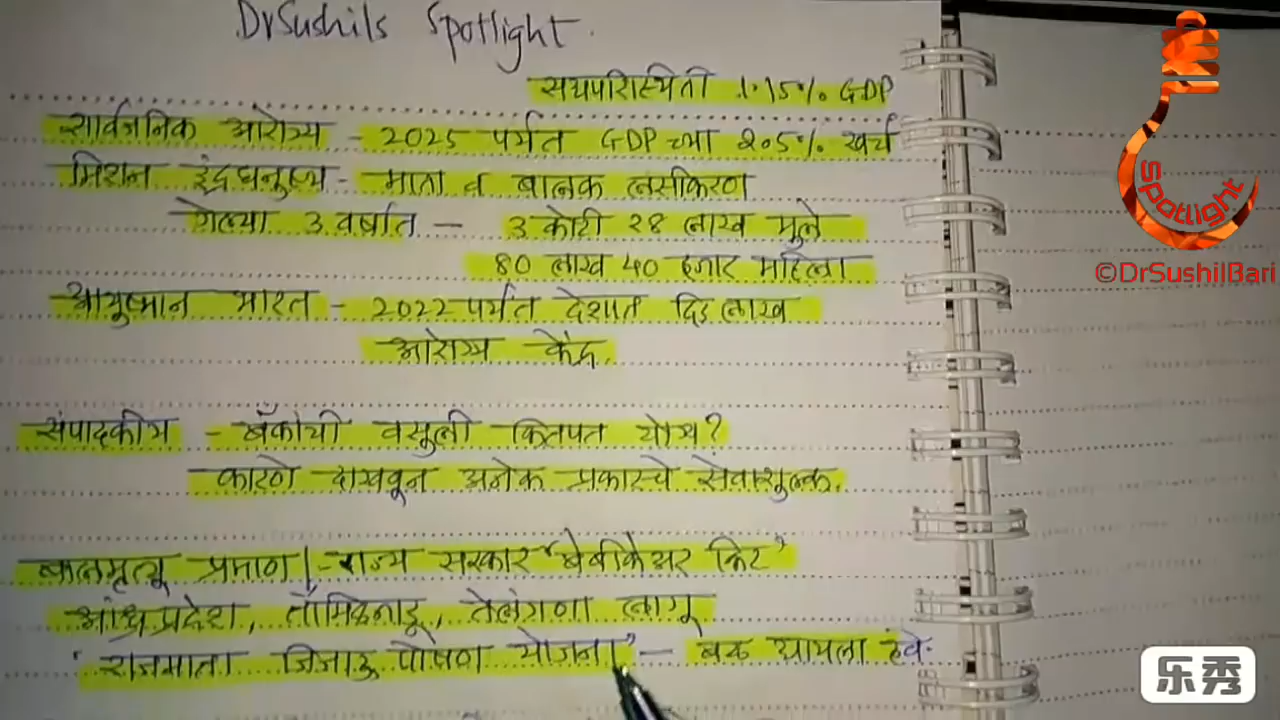 DrSushils Spotlight.
सद्यपरिस्थिती 1.15% GDP
सार्वजनिक आरोग्य - 2025 पर्यंत GDP च्या 2.5% खर्च
मिशन इंद्रधनुष्य - माता व बालक लसीकरण
गेल्या 3 वर्षात - 3 कोटी 28 लाख मुले
80 लाख 40 हजार महिला
आयुष्मान भारत - 2022 पर्यंत देशात दिड लाख
आरोग्य केंद्र.
संपादकीय - बँकांची वसुली कितपत योग्य?
कारणे दाखवून अनेक प्रकारचे सेवाशुल्क.
बालमृत्यू प्रमाण - राज्य सरकार "बेबीकेअर किट"
आंध्रप्रदेश, तामिळनाडू, तेलंगणा लागू
"राजमाता जिजाऊ पोषण योजना" - बळ द्यायला हवे.
Spotlight
©DrSushilBari
乐秀